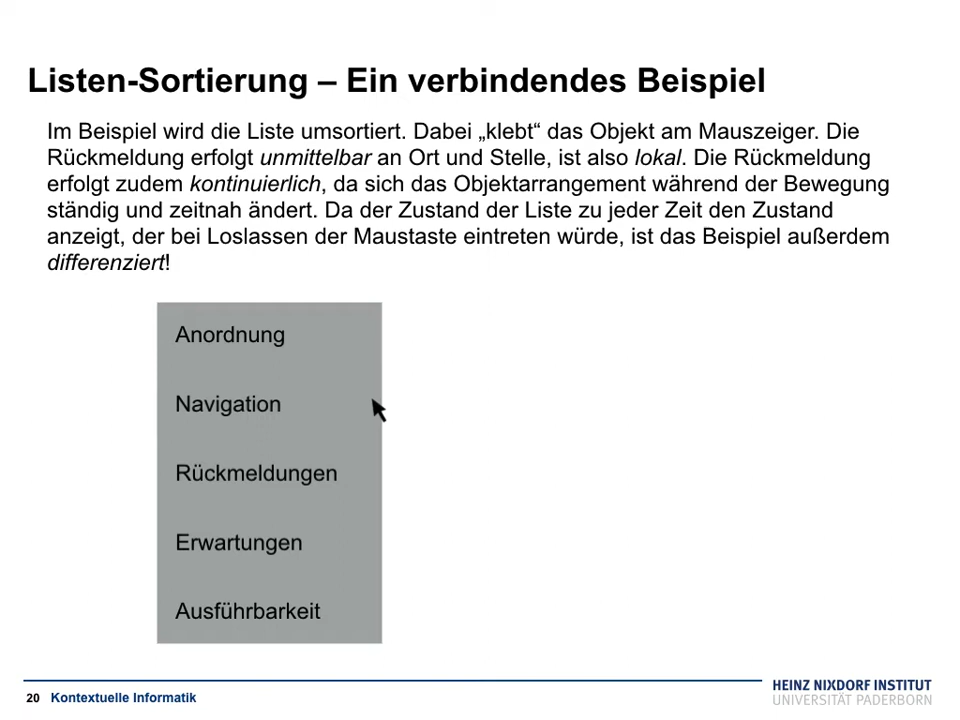 Listen-Sortierung – Ein verbindendes Beispiel
Im Beispiel wird die Liste umsortiert. Dabei „klebt“ das Objekt am Mauszeiger. Die
Rückmeldung erfolgt unmittelbar an Ort und Stelle, ist also lokal. Die Rückmeldung
erfolgt zudem kontinuierlich, da sich das Objektarrangement während der Bewegung
ständig und zeitnah ändert. Da der Zustand der Liste zu jeder Zeit den Zustand
anzeigt, der bei Loslassen der Maustaste eintreten würde, ist das Beispiel außerdem
differenziert!
Anordnung
Navigation
Rückmeldungen
Erwartungen
Ausführbarkeit
20 Kontextuelle Informatik
HEINZ NIXDORF INSTITUT
UNIVERSITÄT PADERBORN